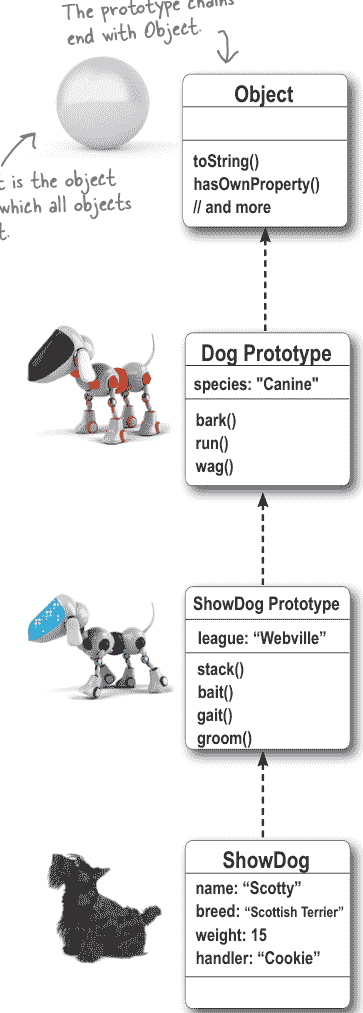 The prototype chains
end with Object.
Object
toString()
hasOwnProperty()
// and more
is the object
which all objects
Dog Prototype
species: "Canine"
bark()
run()
wag()
ShowDog Prototype
league: “Webville”
stack()
bait()
gait()
groom()
ShowDog
name: “Scotty”
breed: “Scottish Terrier”
weight: 15
handler: “Cookie”